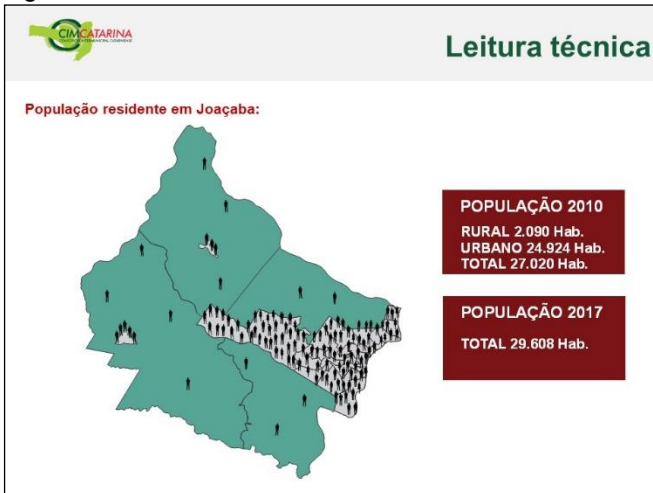 CIMCATARINA
Leitura técnica
População residente em Joaçaba:
POPULAÇÃO 2010
RURAL 2.090 Hab.
URBANO 24.924 Hab.
TOTAL 27.020 Hab.
POPULAÇÃO 2017
TOTAL 29.608 Hab.